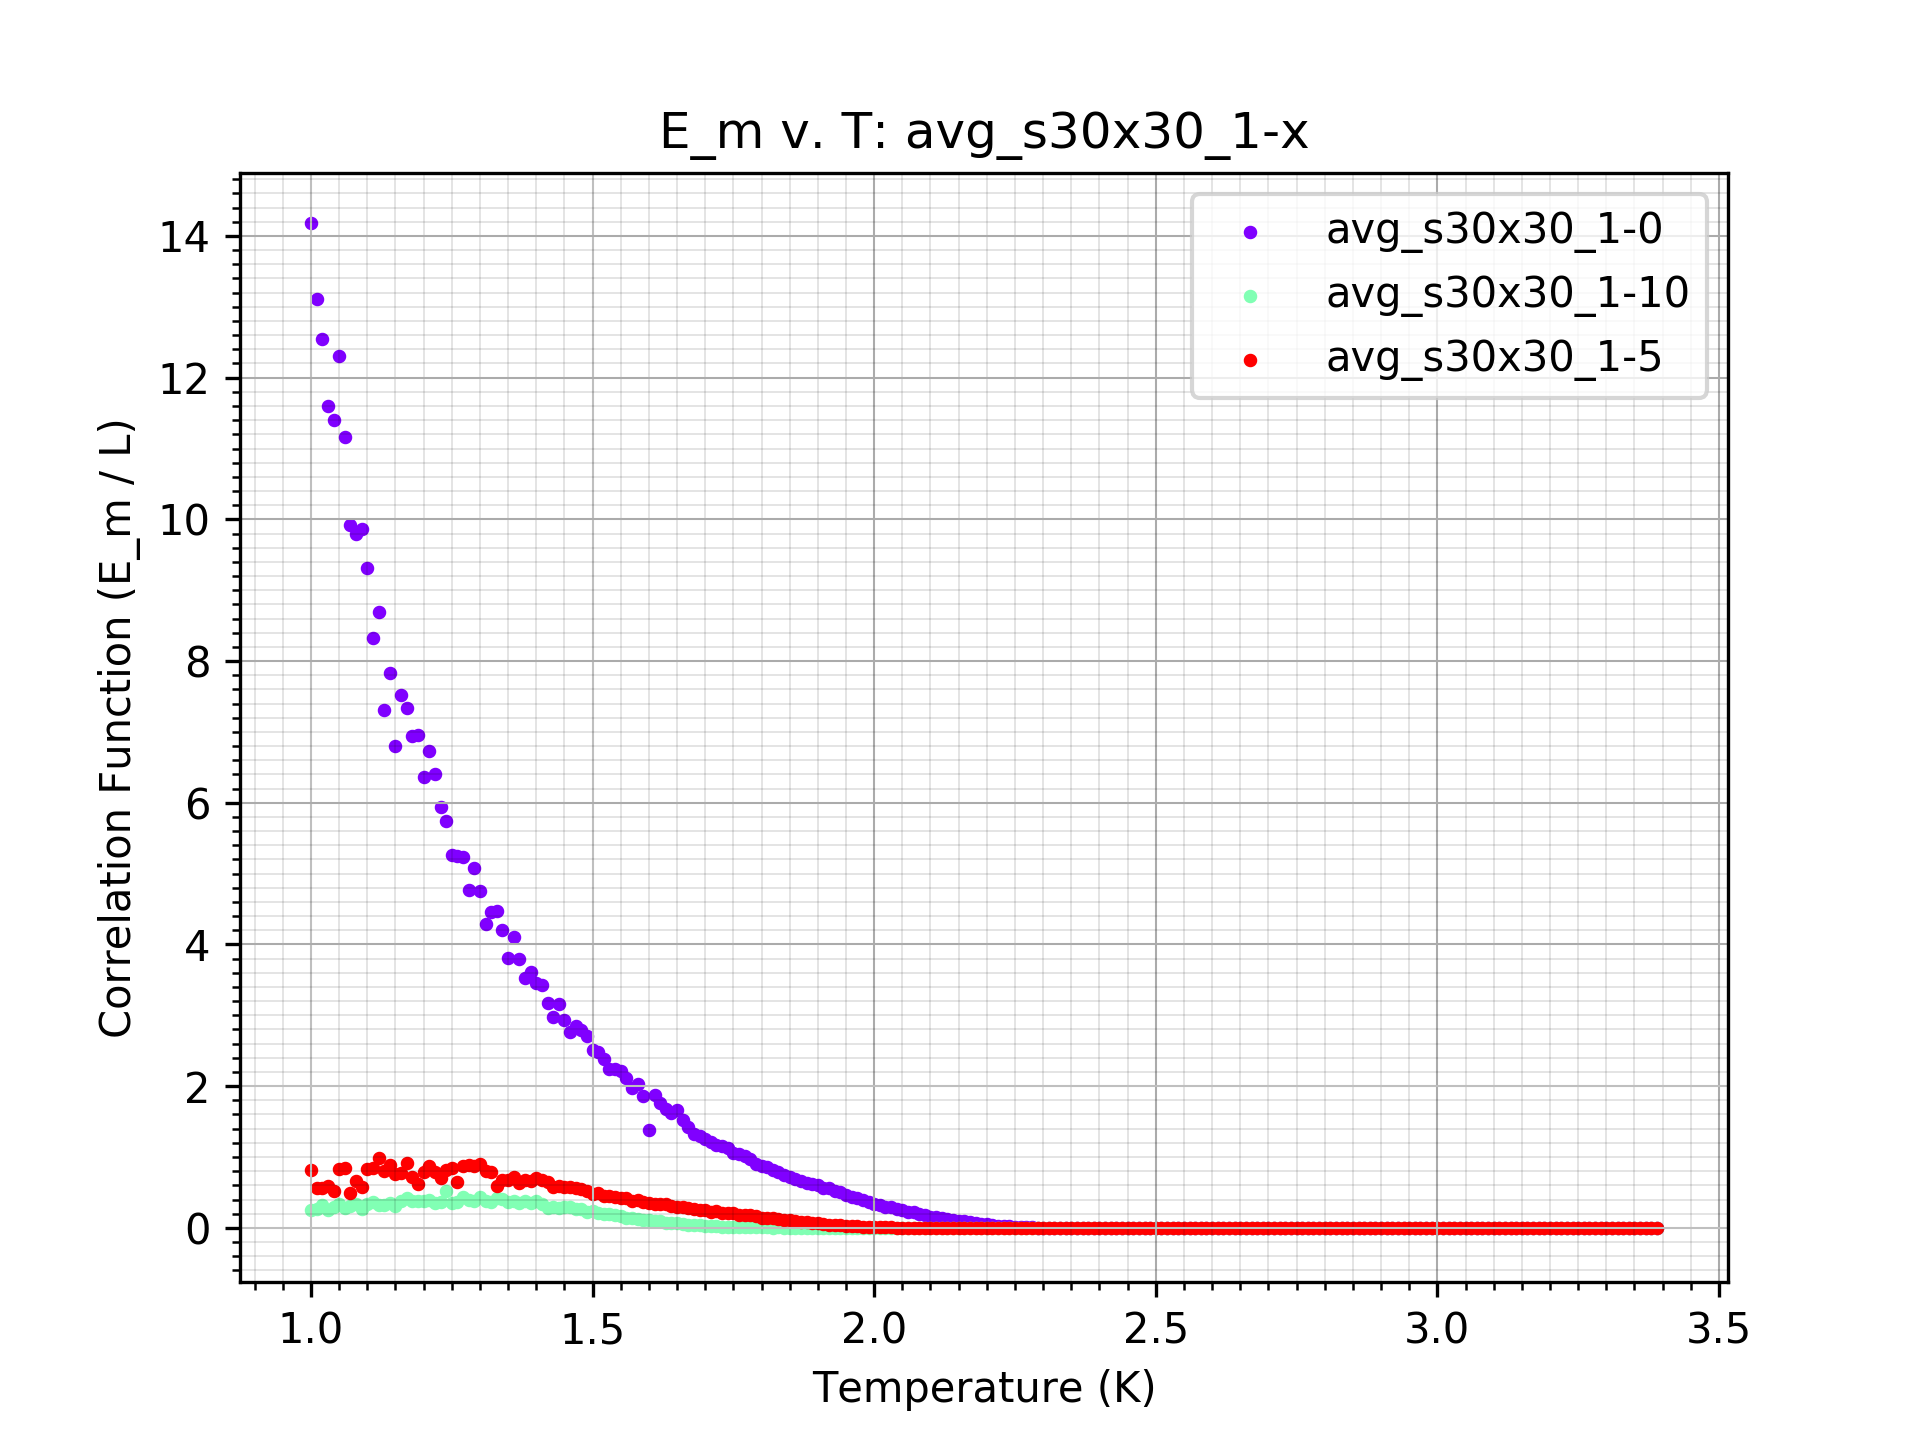 E_m v. T: avg_s30x30_1-x
avg_s30x30_1-0
avg_s30x30_1-10
avg_s30x30_1-5
Correlation Function (E_m / L)
14
12
10
8
6
4
2
0
1.0 1.5 2.0 2.5 3.0 3.5
Temperature (K)